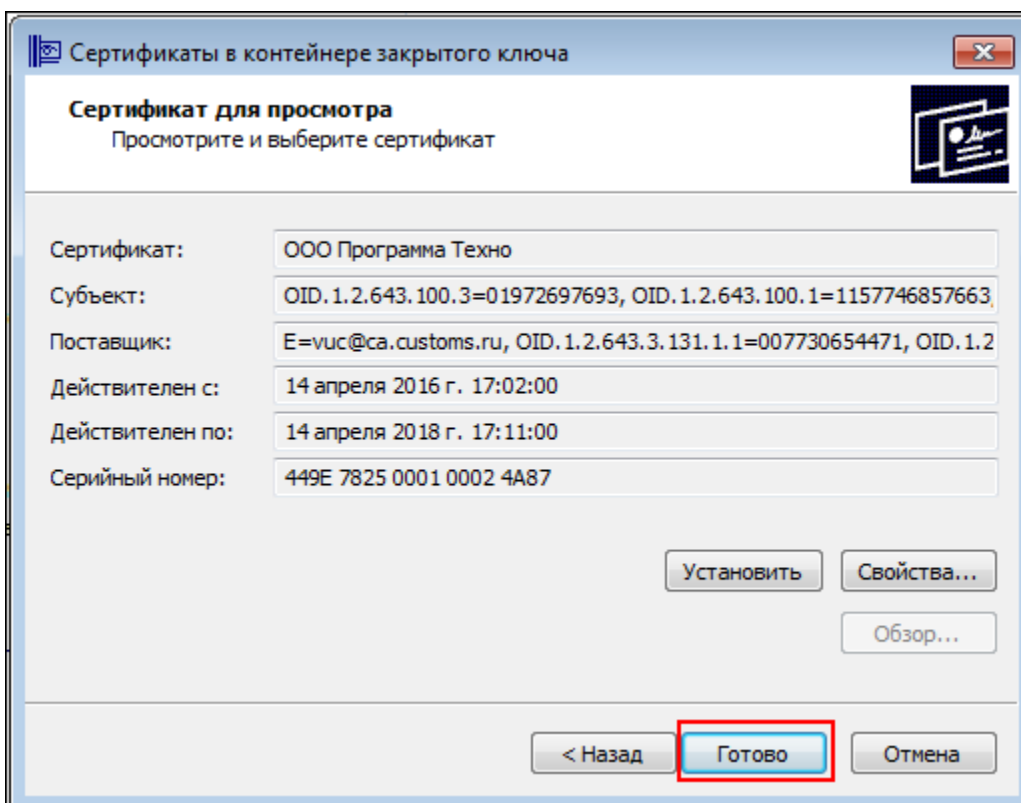 Сертификаты в контейнере закрытого ключа
Сертификат для просмотра
Просмотрите и выберите сертификат
Сертификат: ООО Программа Техно
Субъект: OID.1.2.643.100.3=01972697693, OID.1.2.643.100.1=1157746857663,
Поставщик: E=vuc@ca.customs.ru, OID.1.2.643.3.131.1.1=007730654471, OID.1.2
Действителен с: 14 апреля 2016 г. 17:02:00
Действителен по: 14 апреля 2018 г. 17:11:00
Серийный номер: 449E 7825 0001 0002 4A87
Установить Свойства...
Обзор...
< Назад Готово Отмена